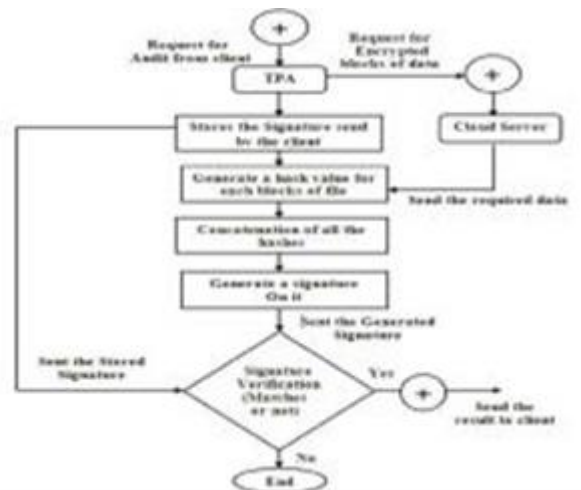 +
Request for
Audit from client
Request for
Encrypted
blocks of data
+
TPA
Stores the Signature send
by the client
Cloud Server
Generate a hash value for
each blocks of file
Send the required data
Concatenation of all the
hashes
Generate a signature
On it
Sent the Generated
Signature
Sent the Stored
Signature
Signature
Verification
(Matches
or not)
Yes
+
Send the
result to client
No
End